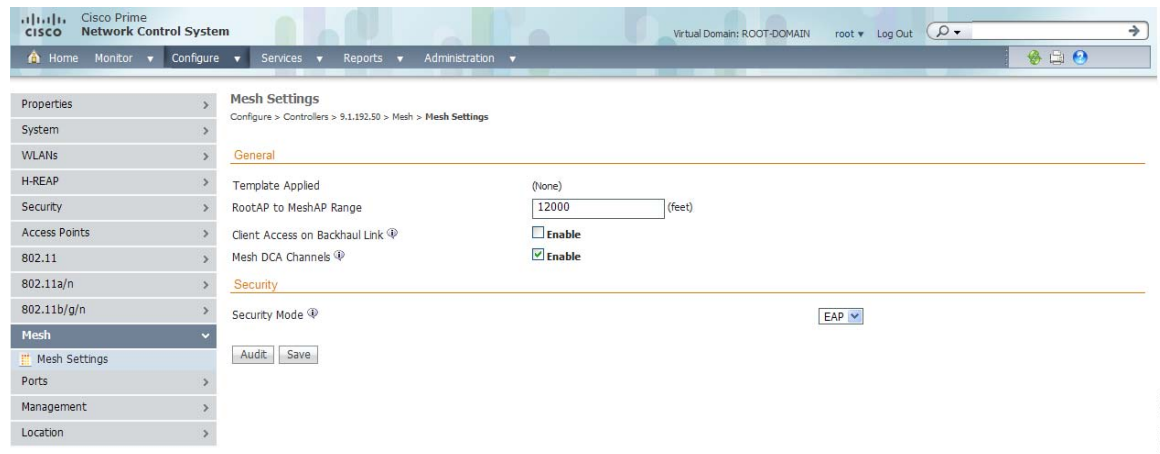 Cisco Prime
CISCO Network Control System
Virtual Domain: ROOT-DOMAIN root Log Out
Home Monitor Configure Services Reports Administration
Properties
System
WLANs
H-REAP
Security
Access Points
802.11
802.11a/n
802.11b/g/n
Mesh
Mesh Settings
Ports
Management
Location
Mesh Settings
Configure > Controllers > 9.1.192.50 > Mesh > Mesh Settings
General
Template Applied (None)
RootAP to MeshAP Range 12000 (feet)
Client Access on Backhaul Link Enable
Mesh DCA Channels Enable
Security
Security Mode EAP
Audit Save